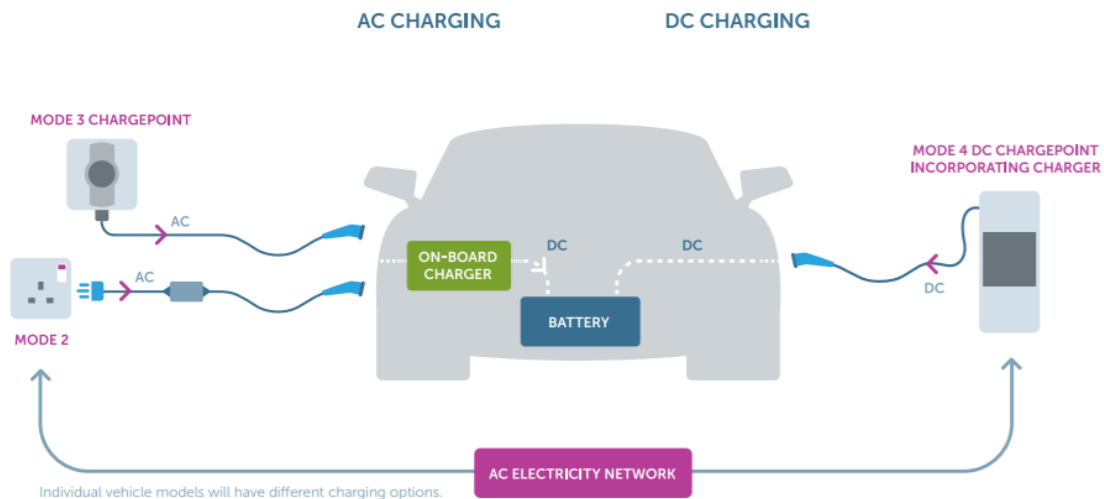 AC CHARGING
DC CHARGING
MODE 3 CHARGEPOINT
AC
MODE 4 DC CHARGEPOINT
INCORPORATING CHARGER
ON-BOARD
CHARGER
DC
DC
AC
DC
BATTERY
MODE 2
AC ELECTRICITY NETWORK
Individual vehicle models will have different charging options.